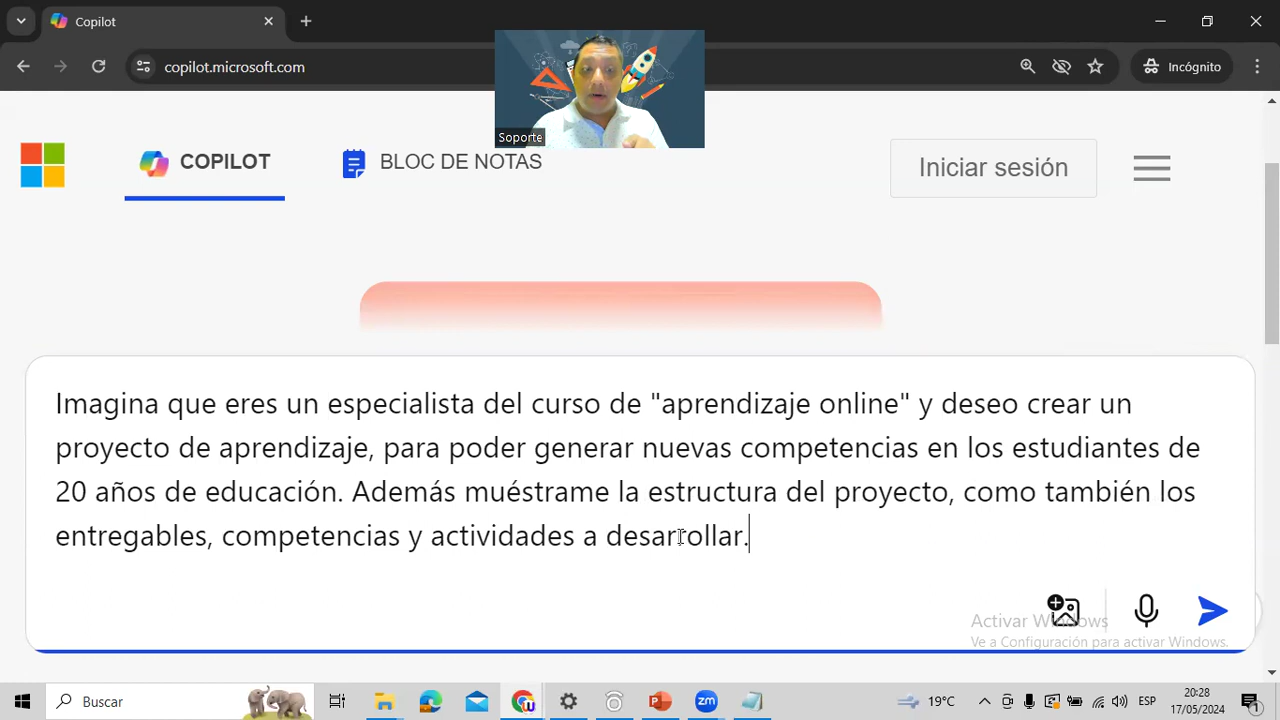 Copilot
copilot.microsoft.com
Incógnito
Soporte
COPILOT
BLOC DE NOTAS
Iniciar sesión
Imagina que eres un especialista del curso de "aprendizaje online" y deseo crear un
proyecto de aprendizaje, para poder generar nuevas competencias en los estudiantes de
20 años de educación. Además muéstrame la estructura del proyecto, como también los
entregables, competencias y actividades a desarrollar.
Activar Windows
Ve a Configuración para activar Windows.
Buscar
19°C
ESP
20:28
17/05/2024
1